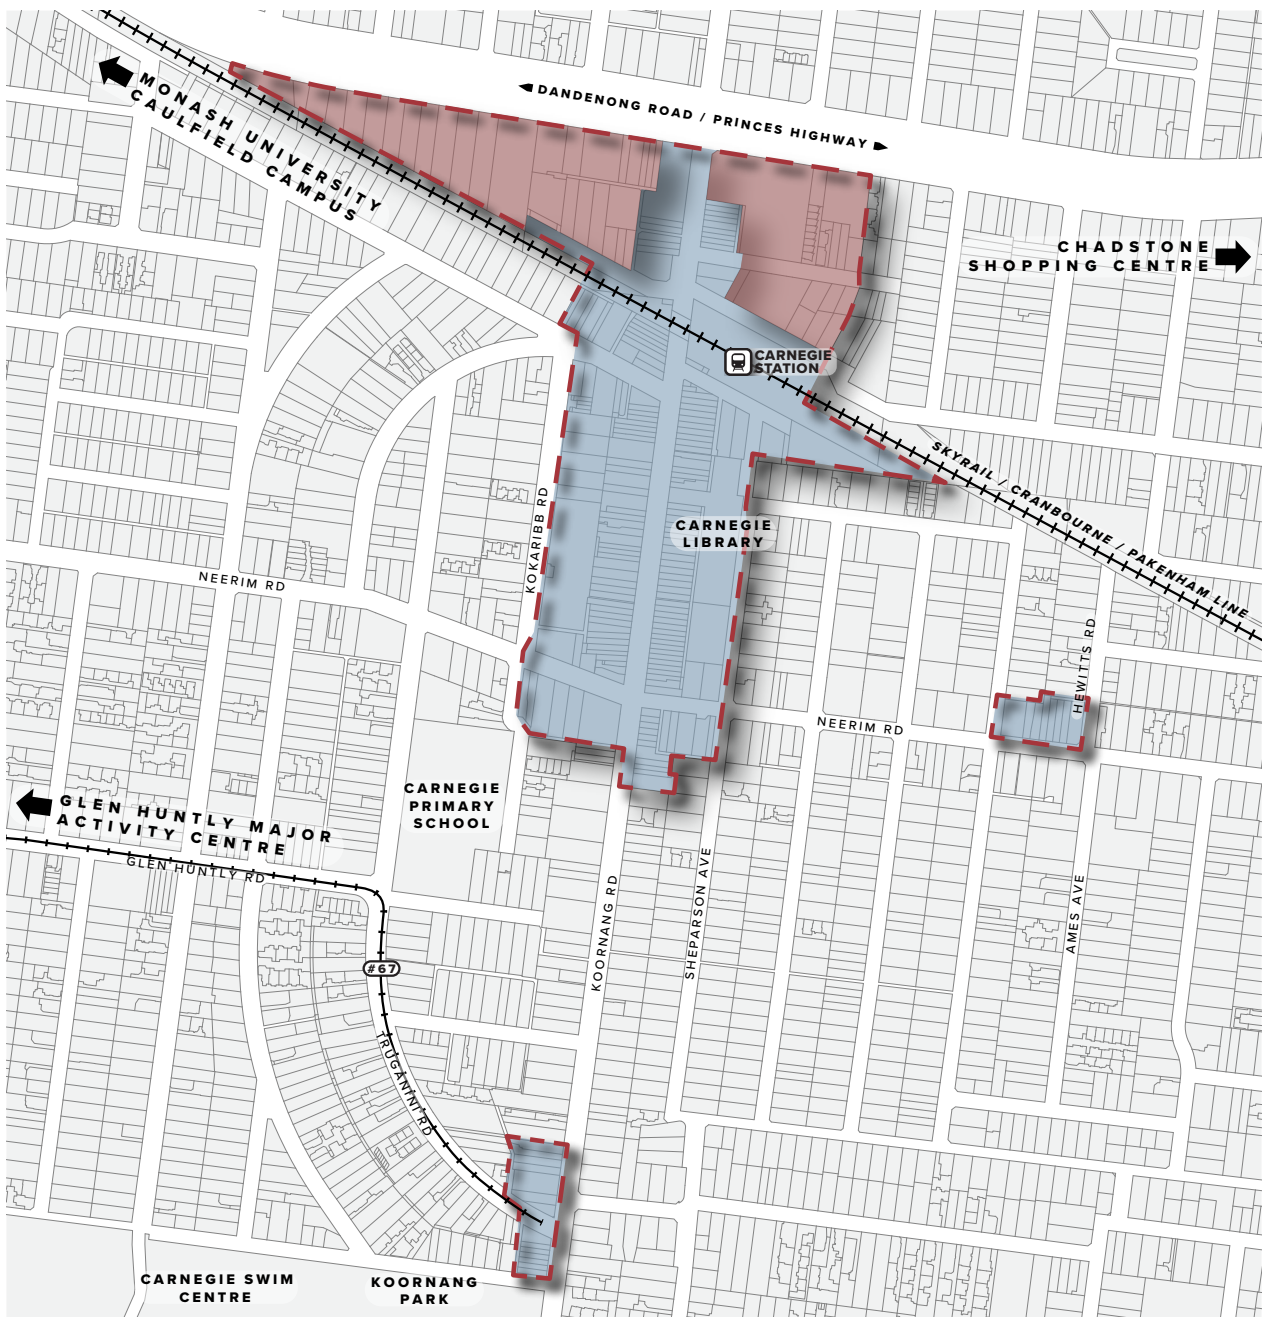 DANDENONG ROAD / PRINCES HIGHWAY
MONASH UNIVERSITY
CAULFIELD CAMPUS
CHADSTONE
SHOPPING CENTRE
CARNEGIE
STATION
SKYRAIL / CRANBOURNE / PAKENHAM LINE
KOKARIBB RD
CARNEGIE
LIBRARY
NEERIM RD
HEWITTS RD
NEERIM RD
CARNEGIE
PRIMARY
SCHOOL
GLEN HUNTLY MAJOR
ACTIVITY CENTRE
GLEN HUNTLY RD
KOORNANG RD
SHEPARSON AVE
AMES AVE
#67
TRUGANINI RD
CARNEGIE SWIM
CENTRE
KOORNANG
PARK